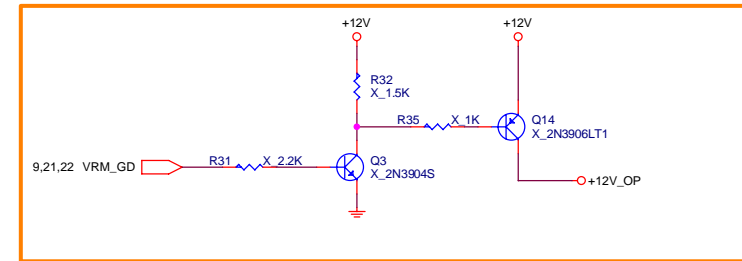 +12V
+12V
R32
X_1.5K
R35
X_1K
Q14
X_2N3906LT1
9,21,22 VRM_GD
R31
X_2.2K
Q3
X_2N3904S
+12V_OP